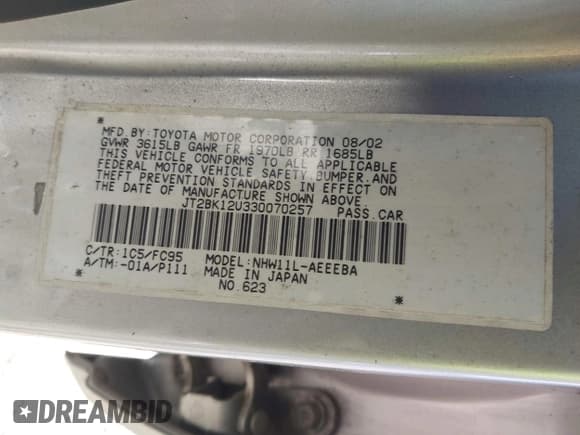 MFD. BY: TOYOTA MOTOR CORPORATION 08/02
GVWR 3615LB GAWR FR 1970LB RR 1685LB
THIS VEHICLE CONFORMS TO ALL APPLICABLE
FEDERAL MOTOR VEHICLE SAFETY, BUMPER, AND
THEFT PREVENTION STANDARDS IN EFFECT ON
THE DATE OF MANUFACTURE SHOWN ABOVE.
JT2BK12U330070257 PASS. CAR
C/TR: 1C5/FC95 MODEL: NHW11L-AEEEBA
A/TM: -01A/P111 MADE IN JAPAN
NO. 623
DREAMBID